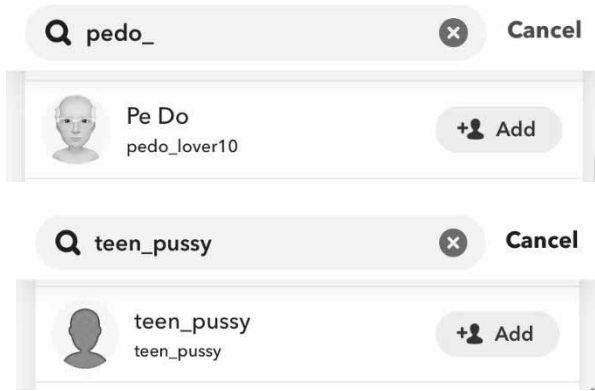 pedo_
Cancel
Pe Do
pedo_lover10
Add
teen_pussy
Cancel
teen_pussy
teen_pussy
Add